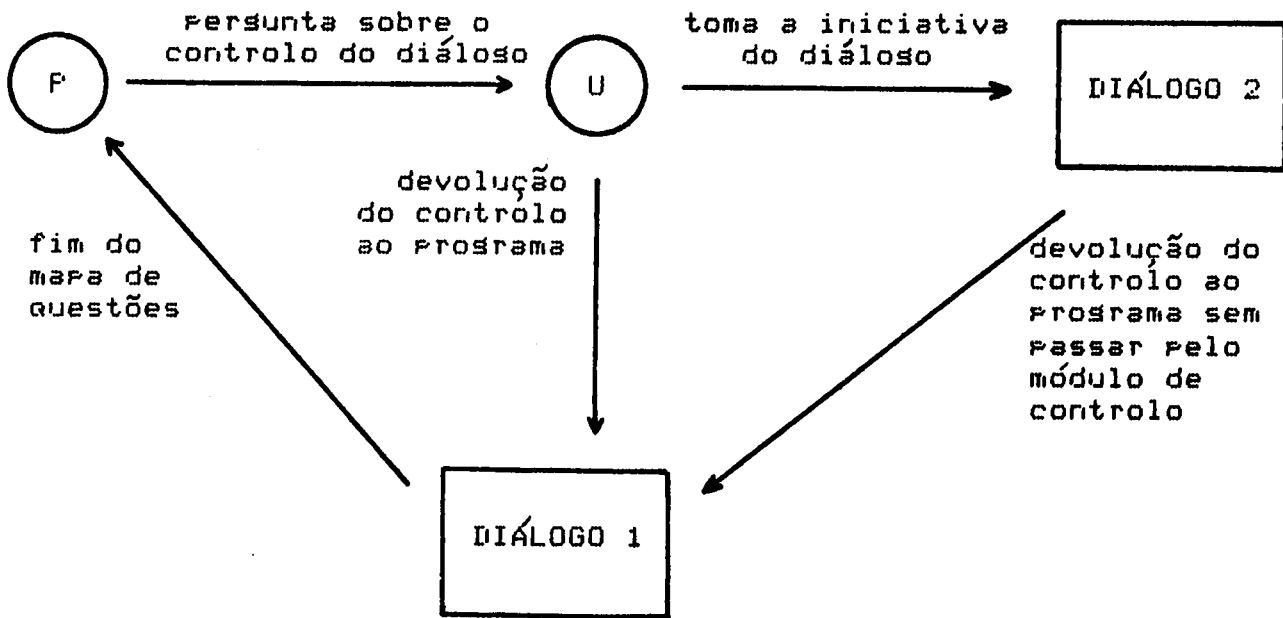 pergunta sobre o
controlo do diálogo
toma a iniciativa
do diálogo
P
U
DIÁLOGO 2
devolução
do controlo
ao programa
fim do
mapa de
questões
devolução do
controlo ao
programa sem
passar pelo
módulo de
controlo
DIÁLOGO 1